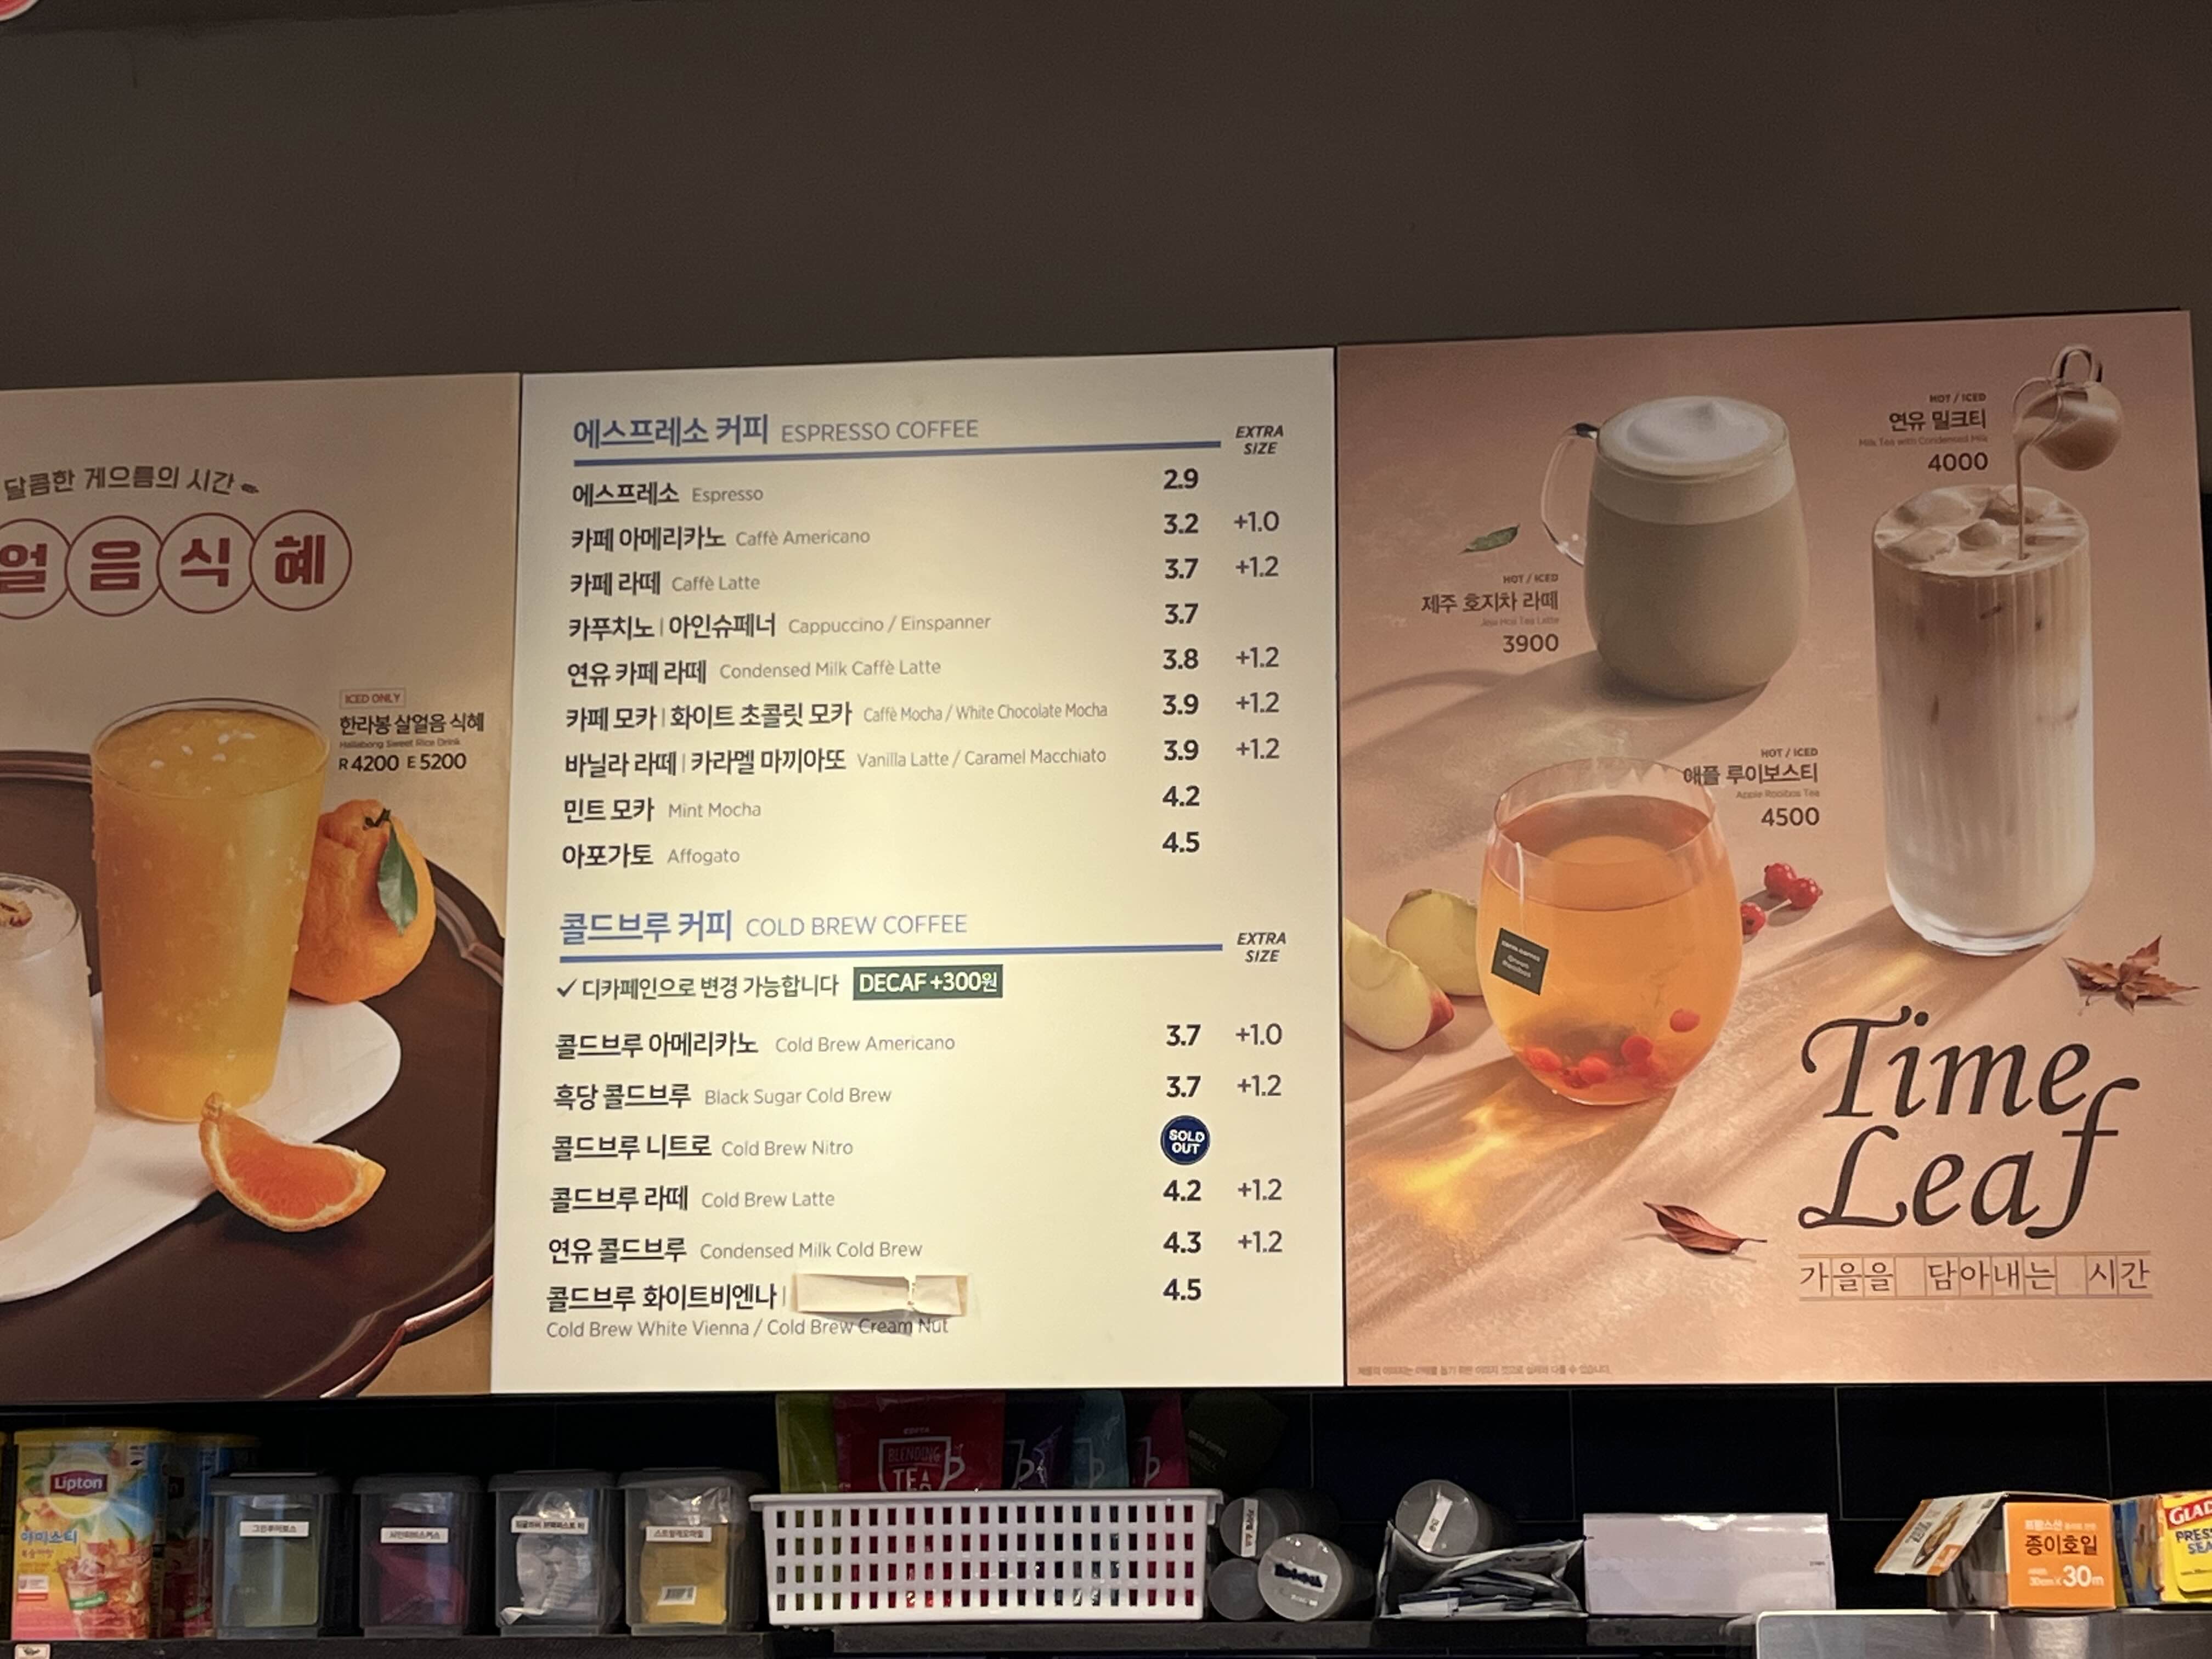 달콤한 게으름의 시간
얼음식혜
ICED ONLY
한라봉 살얼음 식혜
Hallabong Sweet Rice Drink
R 4200 E 5200
에스프레소 커피 ESPRESSO COFFEE
EXTRA
SIZE
에스프레소 Espresso 2.9
카페 아메리카노 Caffè Americano 3.2 +1.0
카페 라떼 Caffè Latte 3.7 +1.2
카푸치노 | 아인슈페너 Cappuccino / Einspanner 3.7
연유 카페 라떼 Condensed Milk Caffè Latte 3.8 +1.2
카페 모카 | 화이트 초콜릿 모카 Caffè Mocha / White Chocolate Mocha 3.9 +1.2
바닐라 라떼 | 카라멜 마끼아또 Vanilla Latte / Caramel Macchiato 3.9 +1.2
민트 모카 Mint Mocha 4.2
아포가토 Affogato 4.5
콜드브루 커피 COLD BREW COFFEE
EXTRA
SIZE
✓ 디카페인으로 변경 가능합니다 DECAF +300원
콜드브루 아메리카노 Cold Brew Americano 3.7 +1.0
흑당 콜드브루 Black Sugar Cold Brew 3.7 +1.2
콜드브루 니트로 Cold Brew Nitro SOLD OUT
콜드브루 라떼 Cold Brew Latte 4.2 +1.2
연유 콜드브루 Condensed Milk Cold Brew 4.3 +1.2
콜드브루 화이트비엔나 | 4.5
Cold Brew White Vienna / Cold Brew Cream Nut
HOT / ICED
연유 밀크티
Milk Tea with Condensed Milk
4000
HOT / ICED
제주 호지차 라떼
3900
HOT / ICED
애플 루이보스티
Apple Rooibos Tea
4500
Time
Leaf
가을을 담아내는 시간
Lipton
BLENDING
TEA
종이호일
30m
GLAD